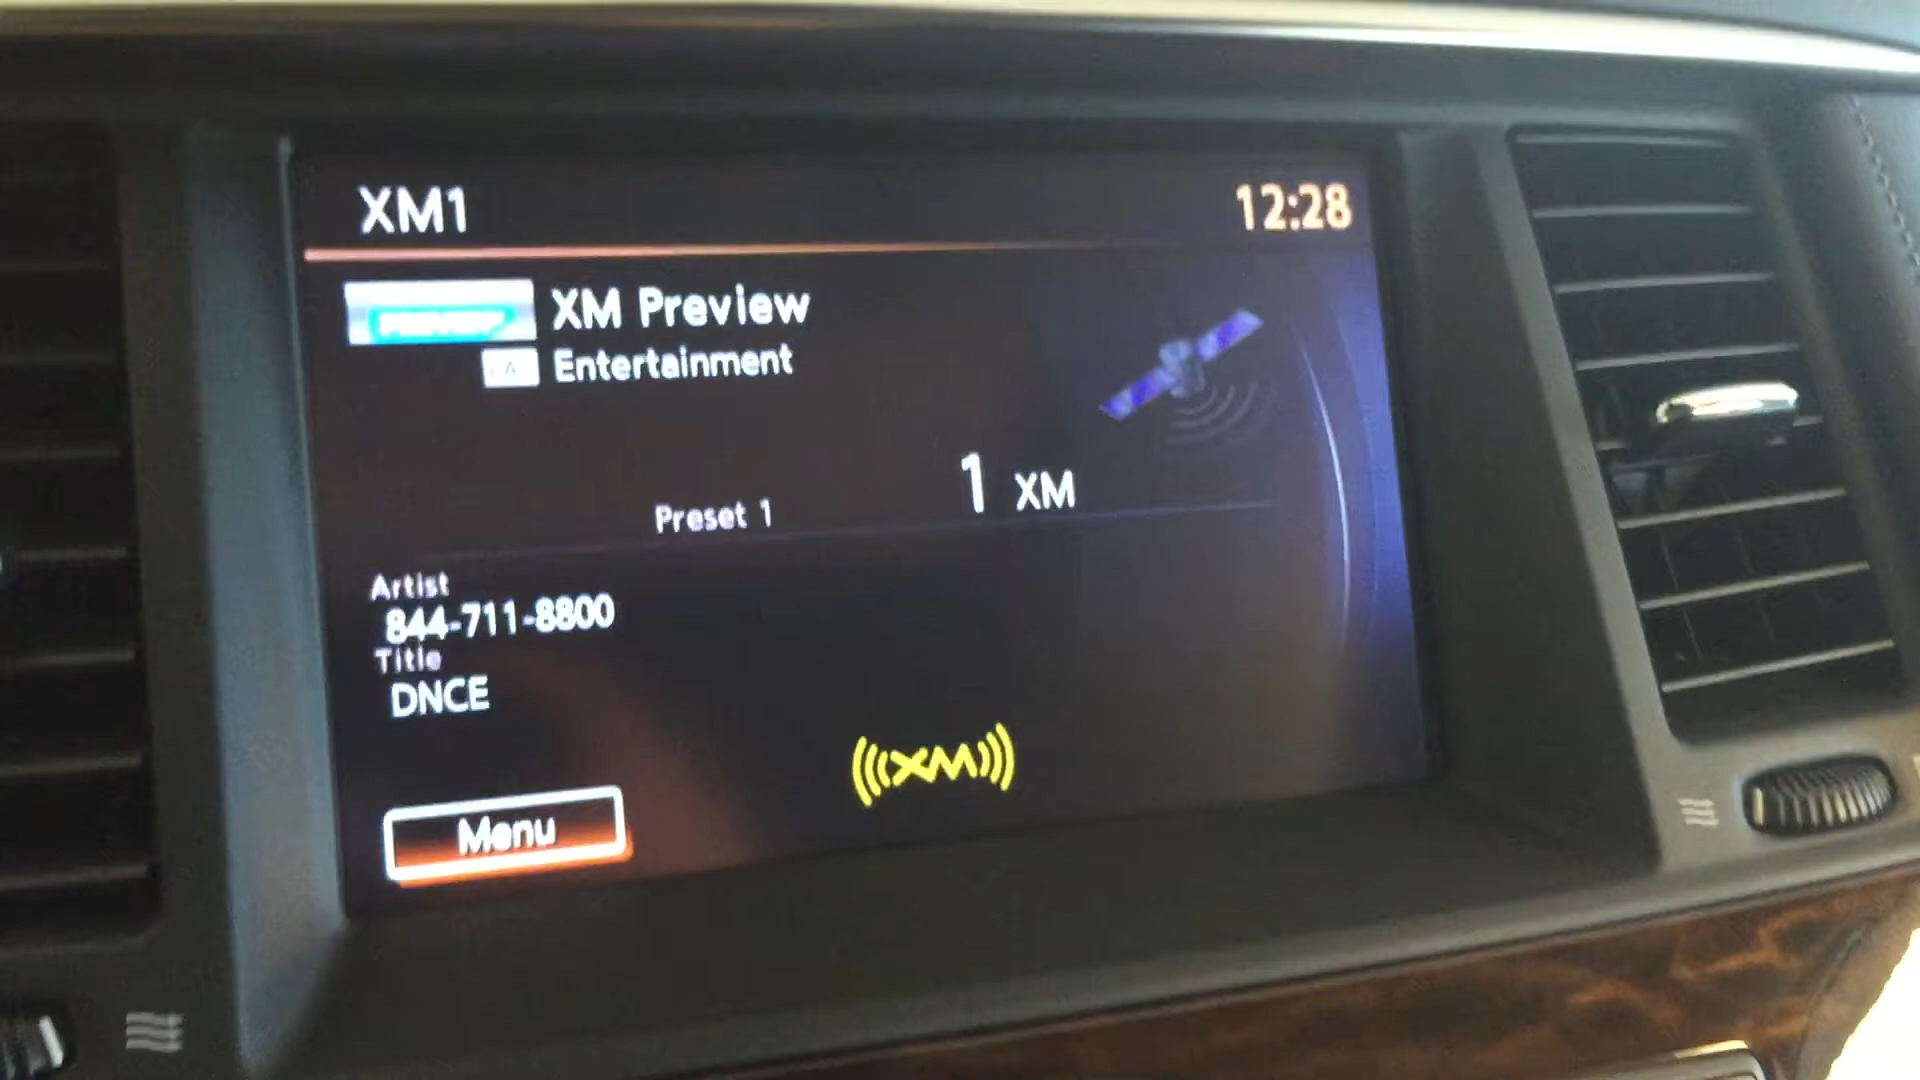 XM1
12:28
XM Preview
Entertainment
1 XM
Preset 1
Artist
844-711-8800
Title
DNCE
XM
Menu